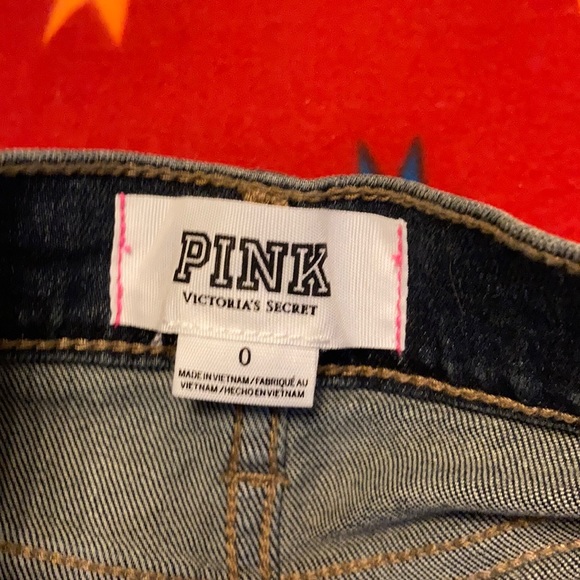 PINK
VICTORIA'S SECRET
0
MADE IN VIETNAM/FABRIQUÉ AU
VIETNAM/HECHO EN VIETNAM